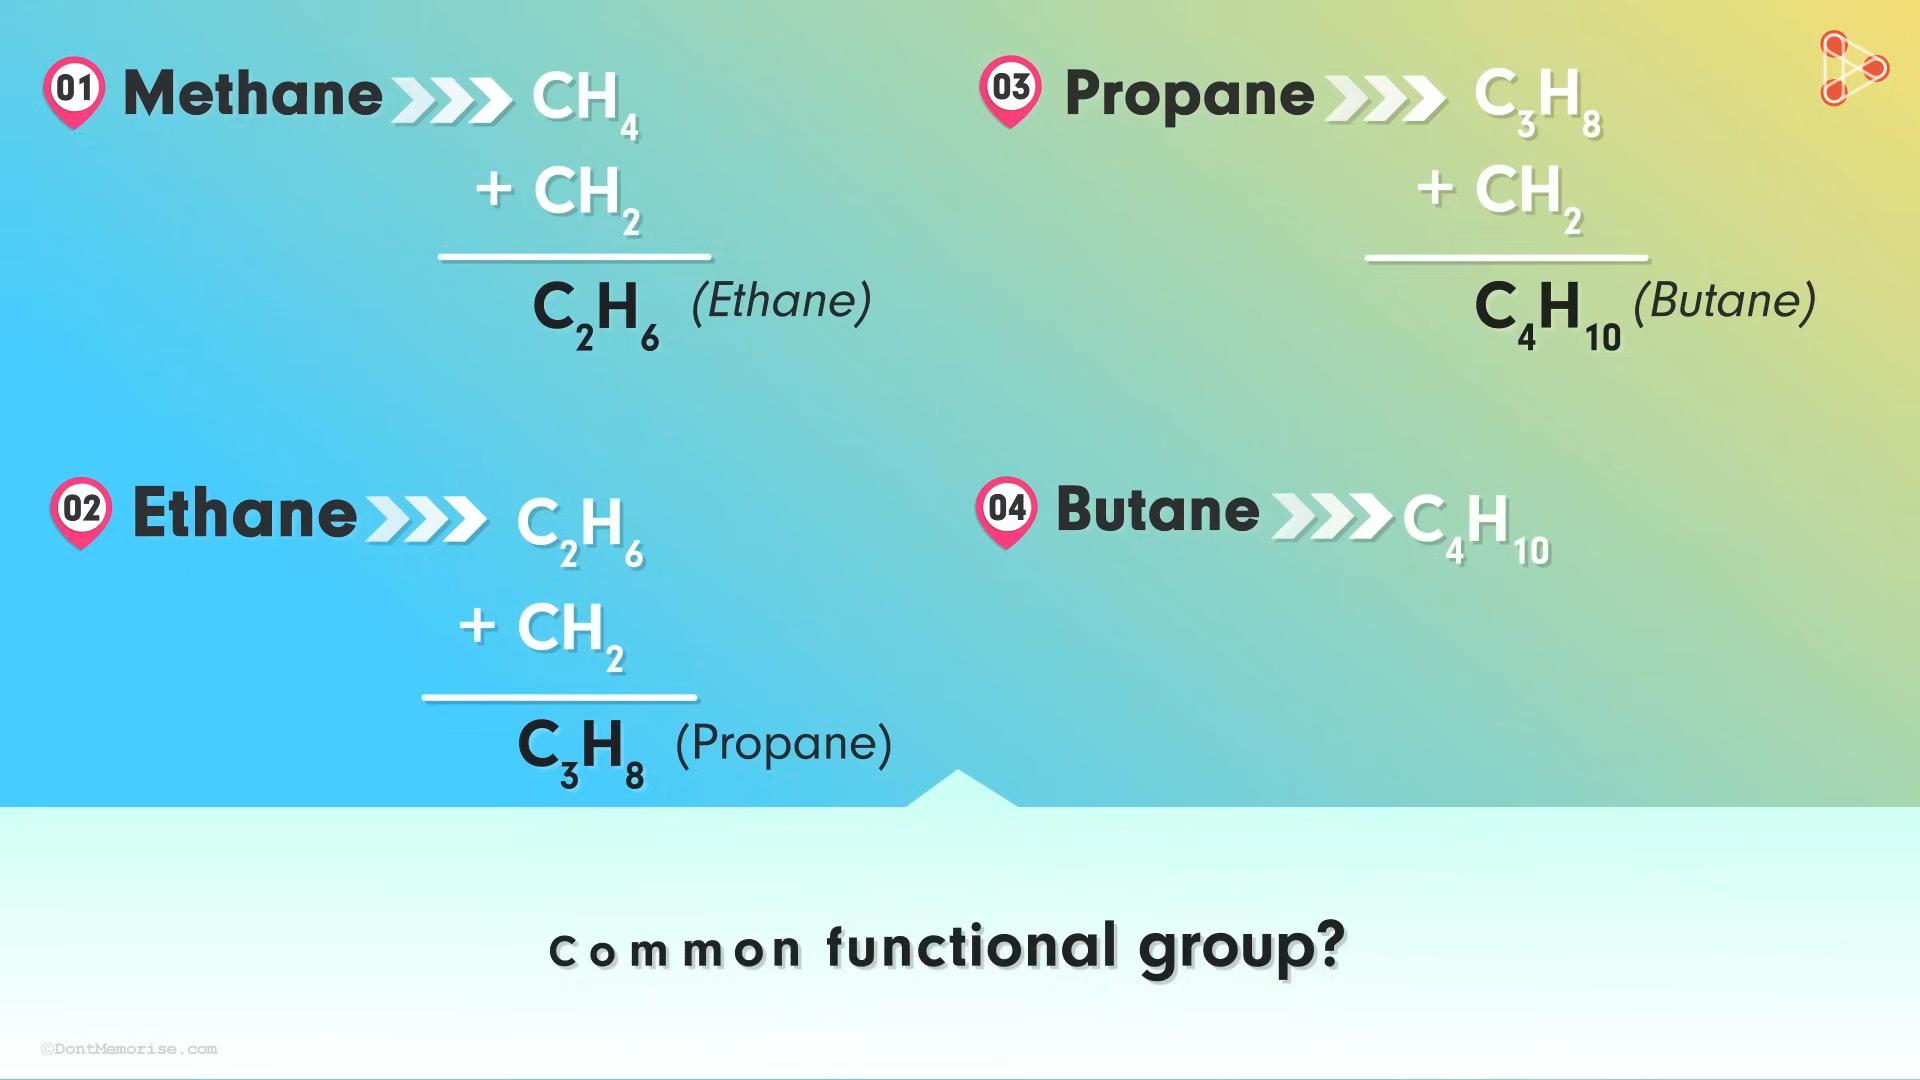 01 Methane CH4
+ CH2
C2H6 (Ethane)
02 Ethane C2H6
+ CH2
C3H8 (Propane)
03 Propane C3H8
+ CH2
C4H10 (Butane)
04 Butane C4H10
Common functional group?
©DontMemorise.com